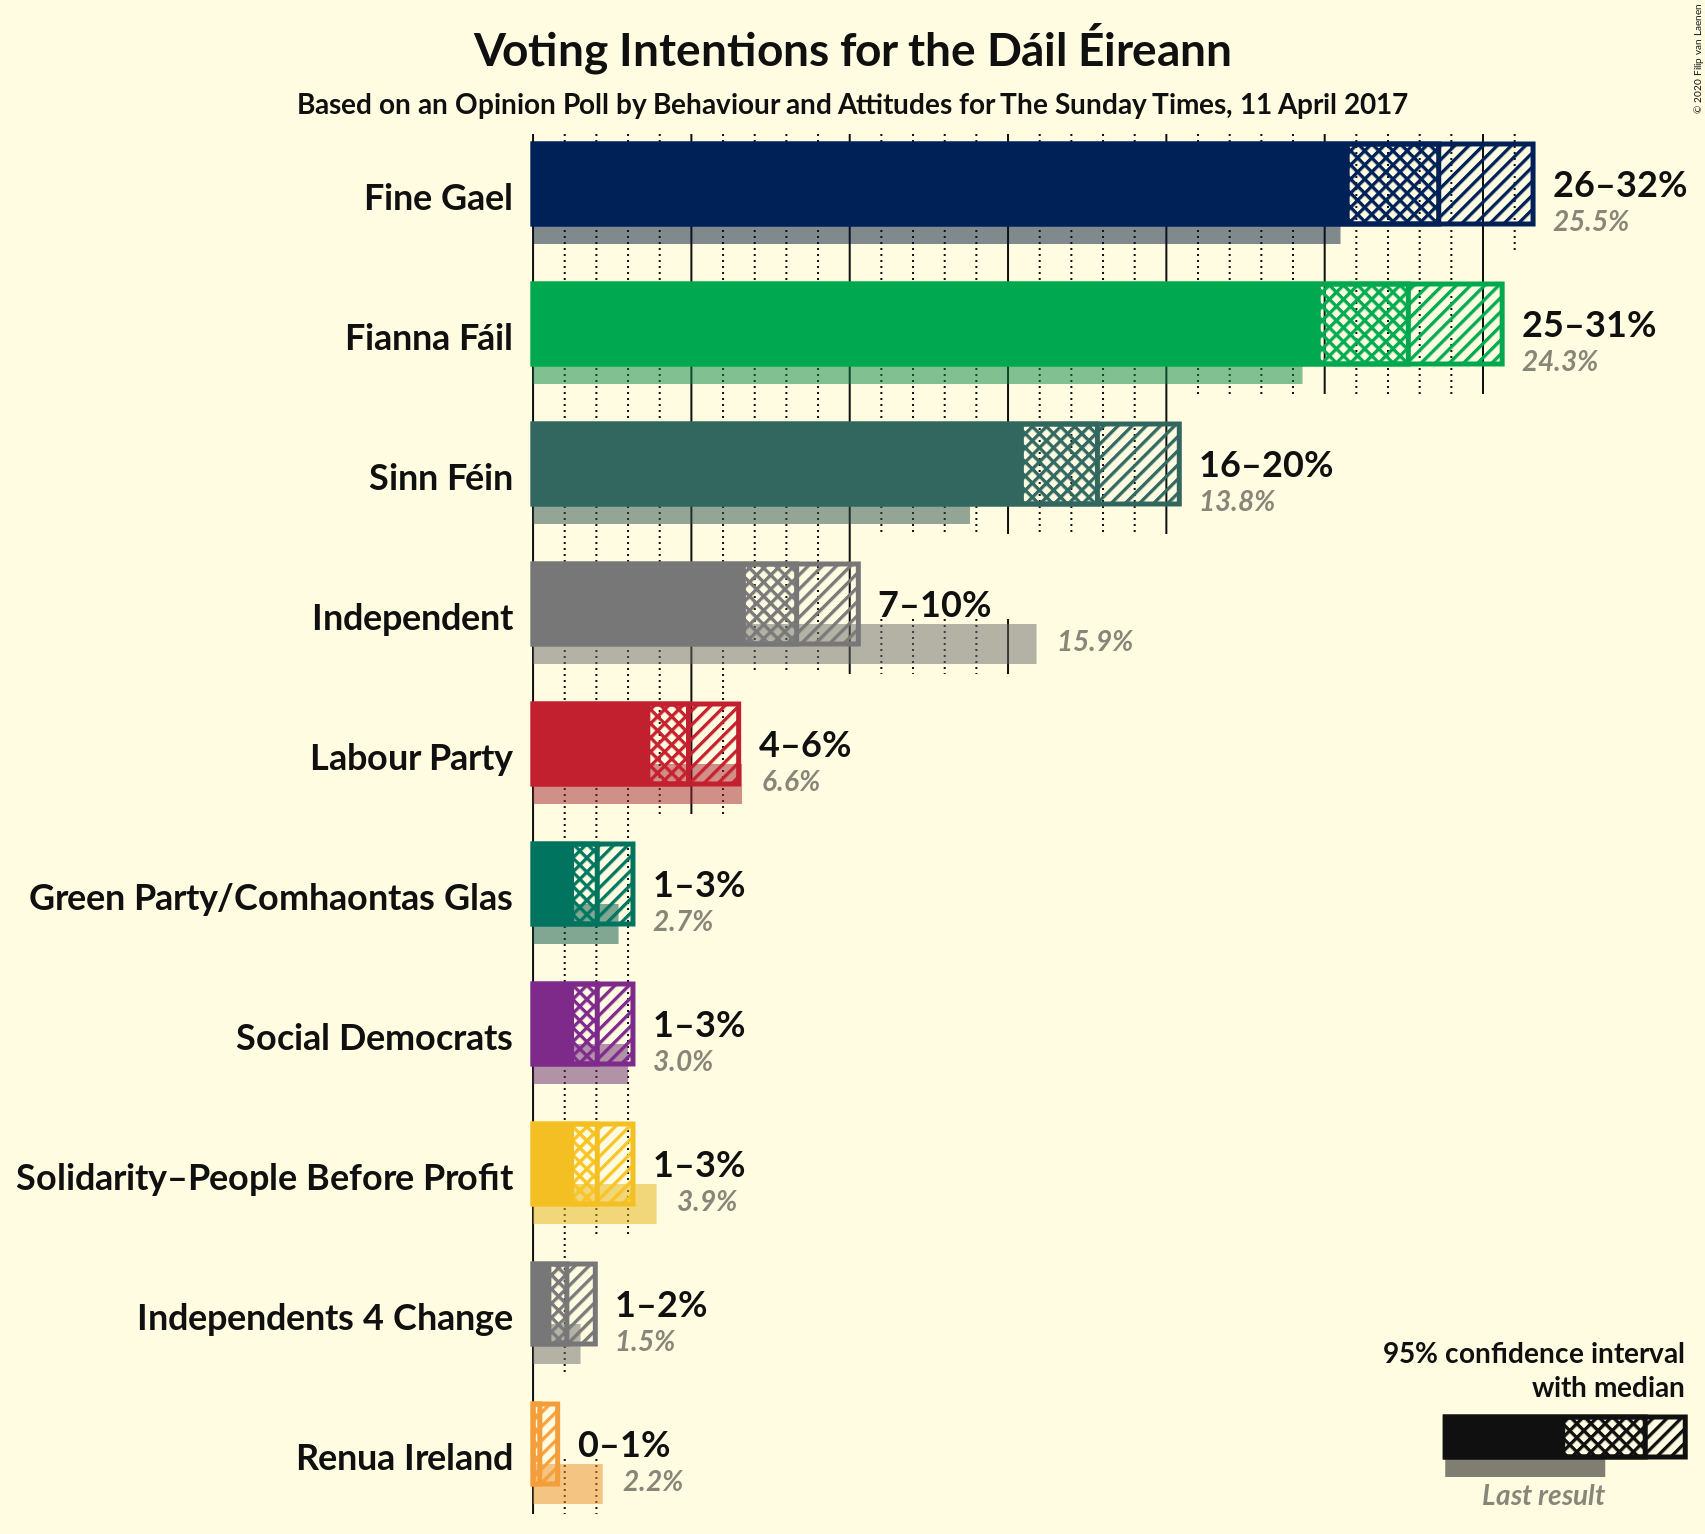 Voting Intentions for the Dáil Éireann
Based on an Opinion Poll by Behaviour and Attitudes for The Sunday Times, 11 April 2017
© 2020 Filip van Laenen
Fine Gael
26–32%
25.5%
Fianna Fáil
25–31%
24.3%
Sinn Féin
16–20%
13.8%
Independent
7–10%
15.9%
Labour Party
4–6%
6.6%
Green Party/Comhaontas Glas
1–3%
2.7%
Social Democrats
1–3%
3.0%
Solidarity–People Before Profit
1–3%
3.9%
Independents 4 Change
1–2%
1.5%
Renua Ireland
0–1%
2.2%
95% confidence interval
with median
Last result